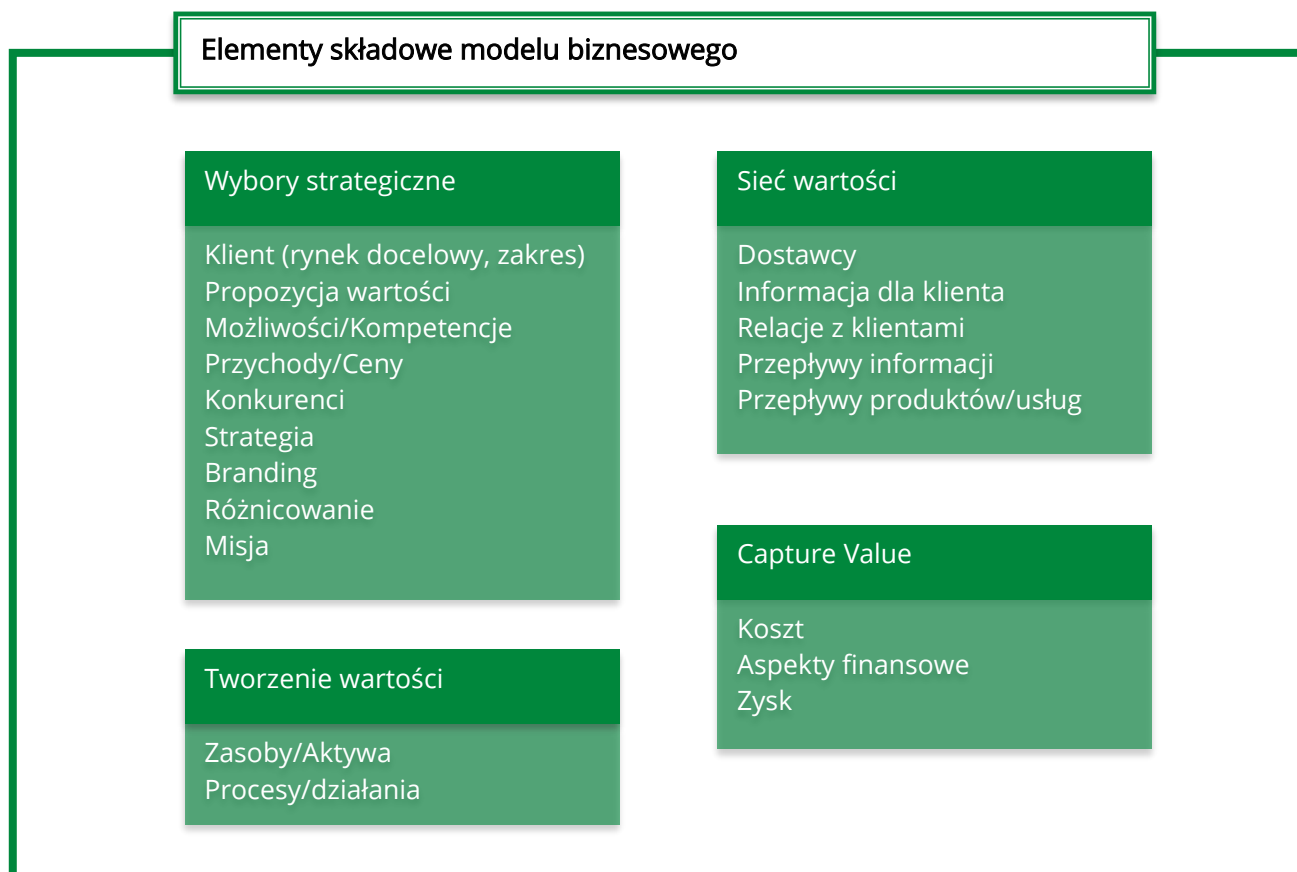 Elementy składowe modelu biznesowego
Wybory strategiczne
Klient (rynek docelowy, zakres)
Propozycja wartości
Możliwości/Kompetencje
Przychody/Ceny
Konkurenci
Strategia
Branding
Różnicowanie
Misja
Tworzenie wartości
Zasoby/Aktywa
Procesy/działania
Sieć wartości
Dostawcy
Informacja dla klienta
Relacje z klientami
Przepływy informacji
Przepływy produktów/usług
Capture Value
Koszt
Aspekty finansowe
Zysk